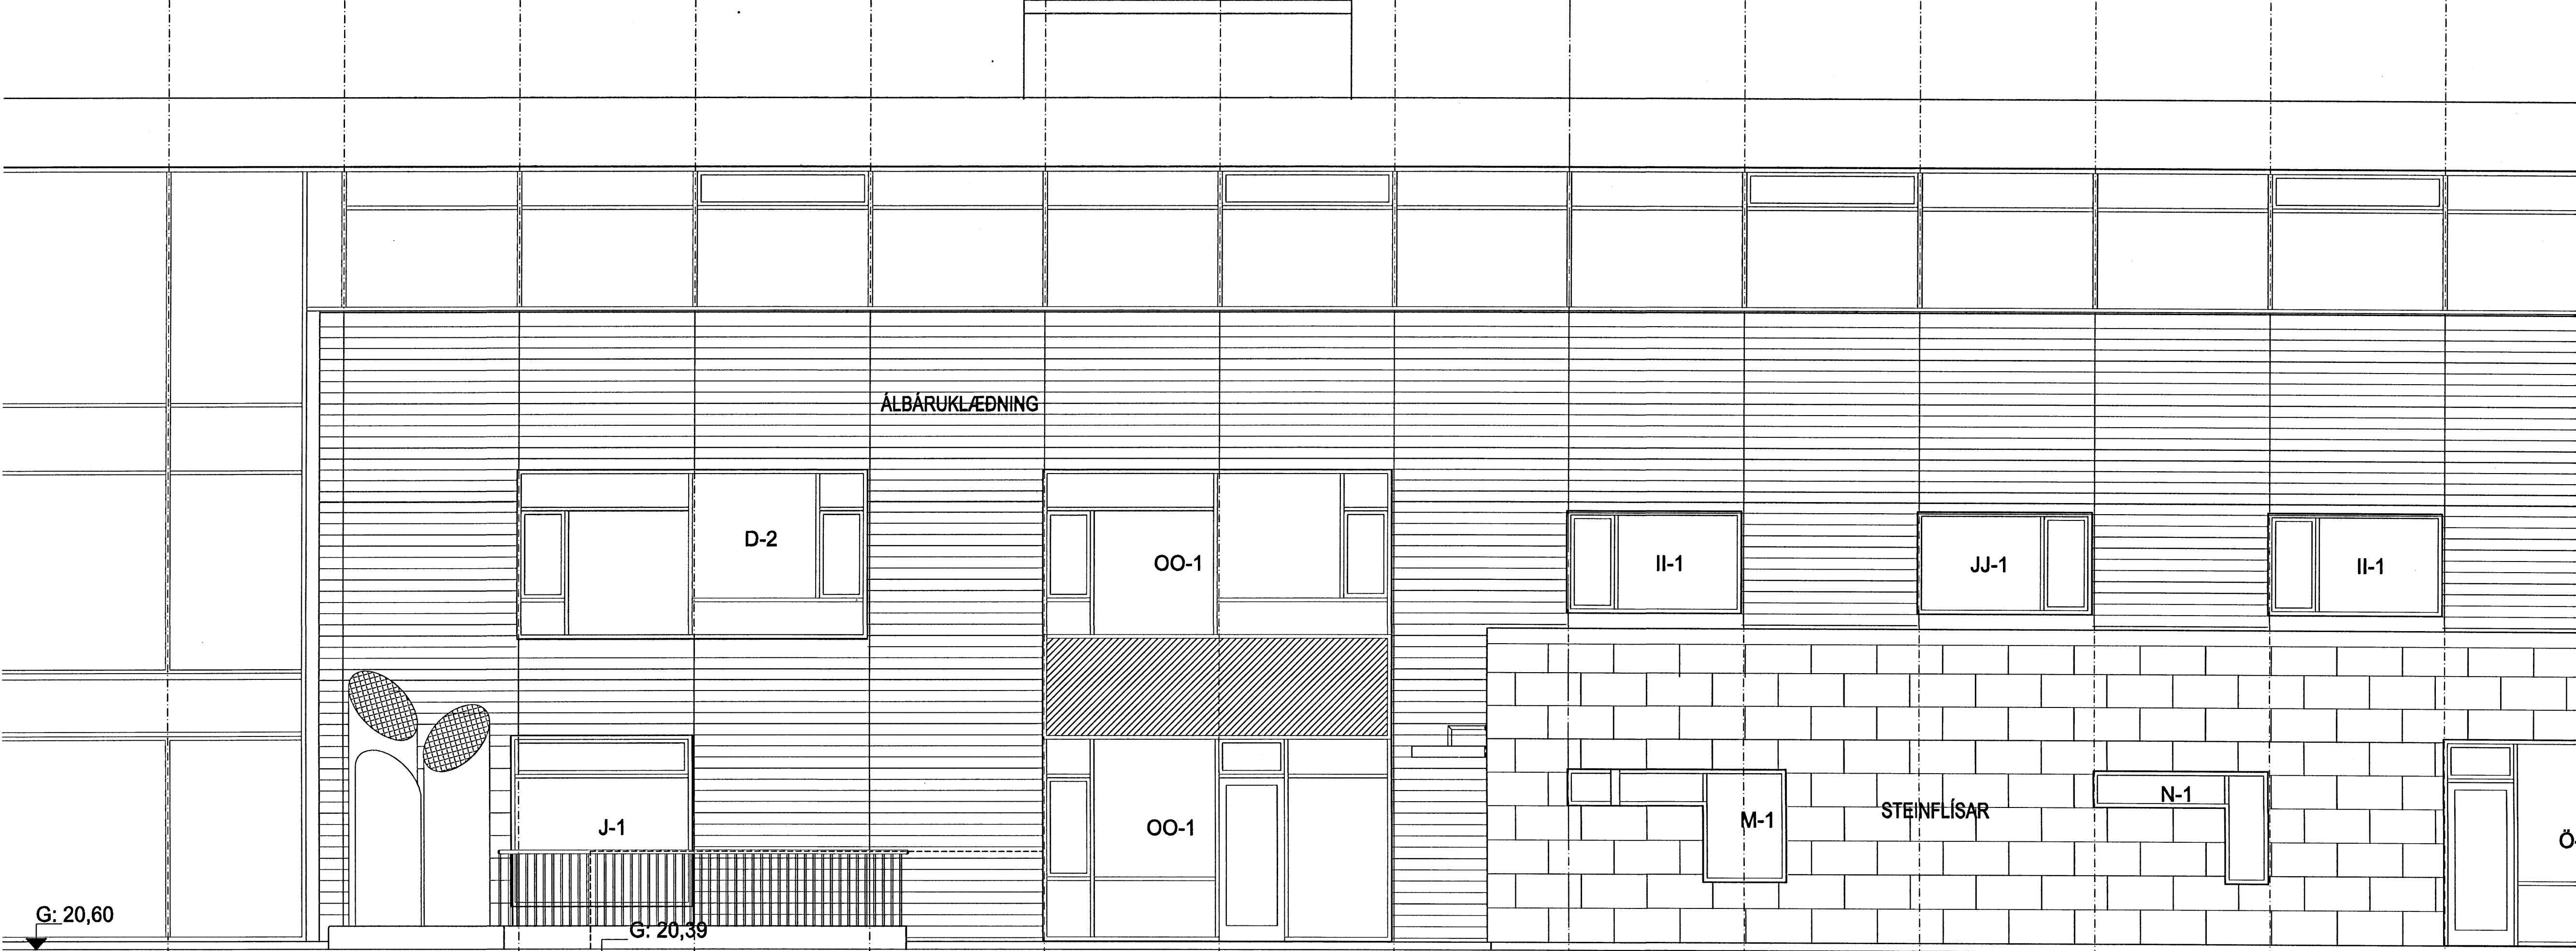 ÁLBÁRUKLÆÐNING
D-2
OO-1
II-1
JJ-1
II-1
J-1
OO-1
M-1
STEINFLÍSAR
N-1
Ö-
G: 20,60
G: 20,39